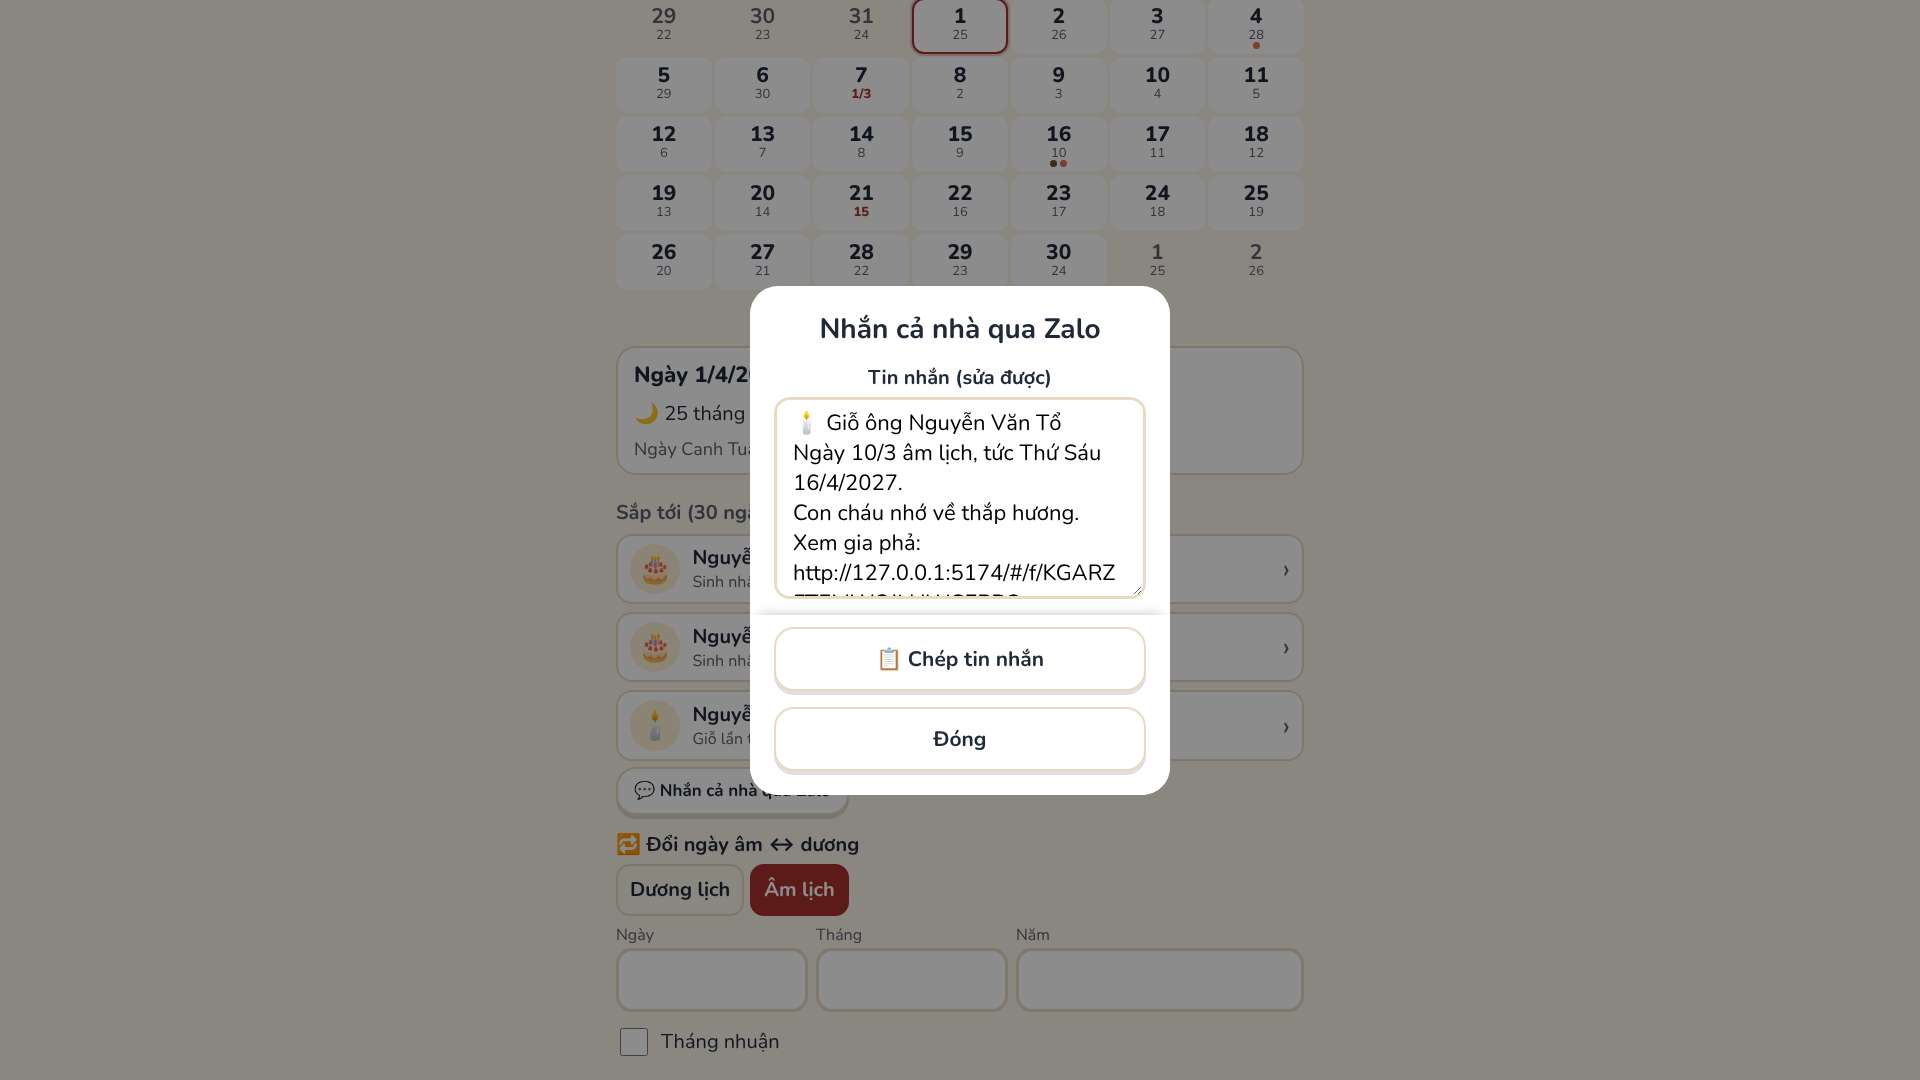 29 30 31 1 2 3 4
22 23 24 25 26 27 28
5 6 7 8 9 10 11
29 30 1/3 2 3 4 5
12 13 14 15 16 17 18
6 7 8 9 10 11 12
19 20 21 22 23 24 25
13 14 15 16 17 18 19
26 27 28 29 30 1 2
20 21 22 23 24 25 26
Nhắn cả nhà qua Zalo
Tin nhắn (sửa được)
🕯️ Giỗ ông Nguyễn Văn Tổ
Ngày 10/3 âm lịch, tức Thứ Sáu
16/4/2027.
Con cháu nhớ về thắp hương.
Xem gia phả:
http://127.0.0.1:5174/#/f/KGARZ
📋 Chép tin nhắn
Đóng
Ngày 1/4/2
🌙 25 tháng
Ngày Canh
Sắp tới (30
Sinh
Sinh
Giỗ lần
💬 Nhắn cả nhà
🔁 Đổi ngày âm ↔ dương
Dương lịch Âm lịch
Ngày Tháng Năm
Tháng nhuận